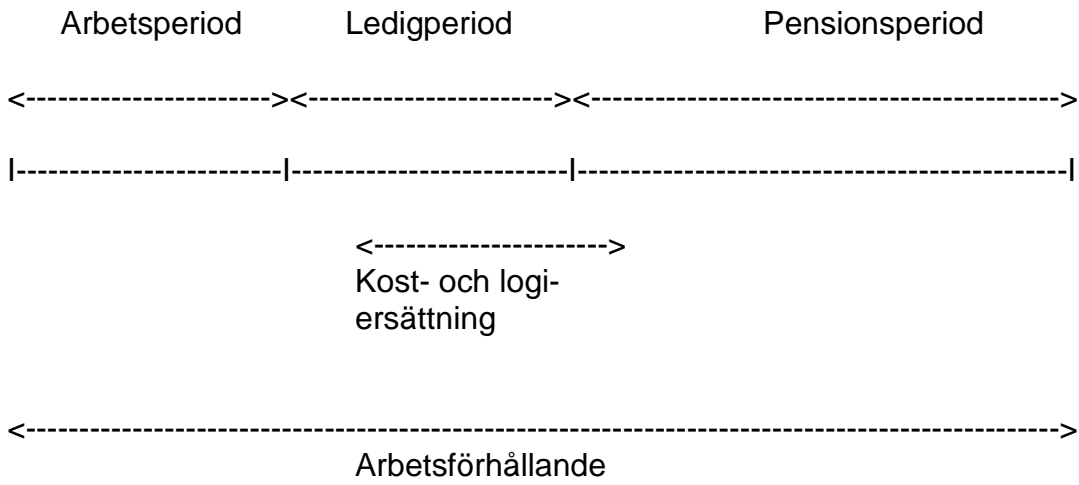 Arbetsperiod Ledigperiod Pensionsperiod
<-----------------------><-----------------------><--------------------------------------------->
|-------------------------|--------------------------|-----------------------------------------------|
<---------------------->
Kost- och logi-
ersättning
<---------------------------------------------------------------------------------------------------->
Arbetsförhållande